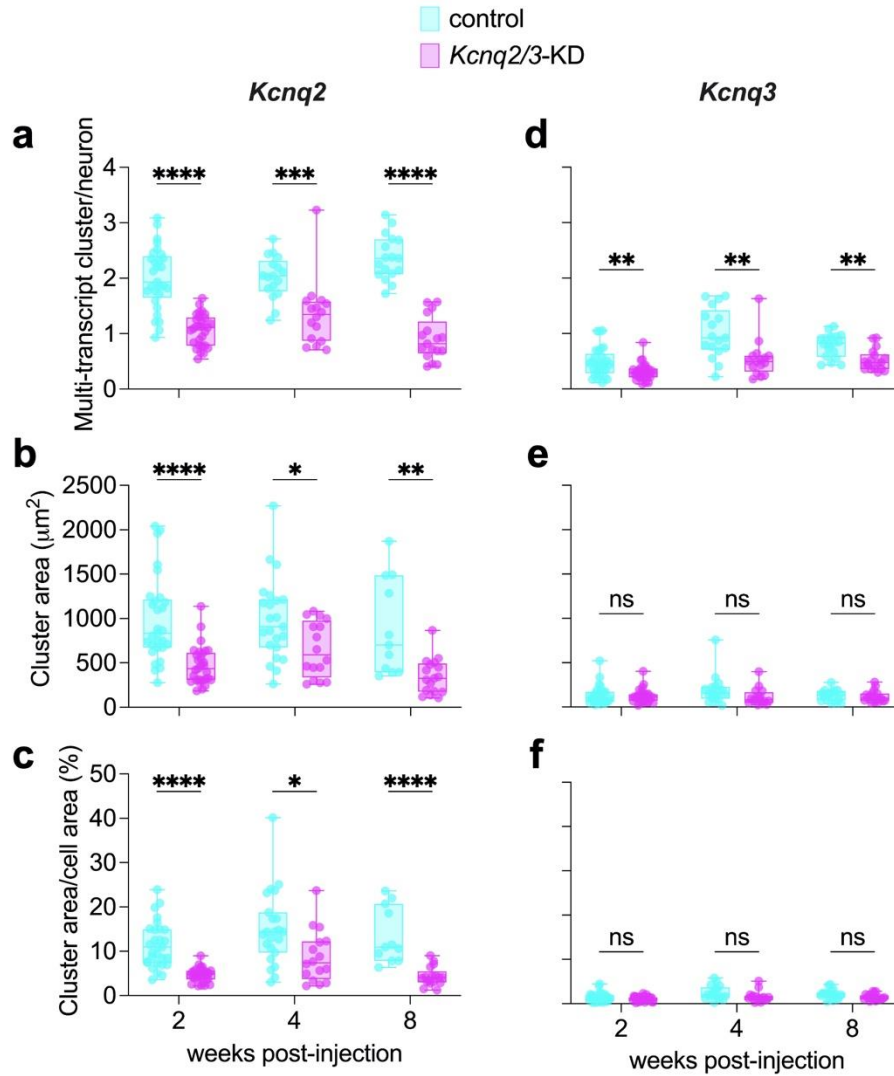 control
Kcnq2/3-KD
Kcnq2
Kcnq3
a
Multi-transcript cluster/neuron
4
3
2
1
0
**** *** ****
d
** ** **
b
Cluster area (μm²)
2500
2000
1500
1000
500
0
**** * **
e
ns ns ns
c
Cluster area/cell area (%)
50
40
30
20
10
0
**** * ****
2 4 8
weeks post-injection
f
ns ns ns
2 4 8
weeks post-injection